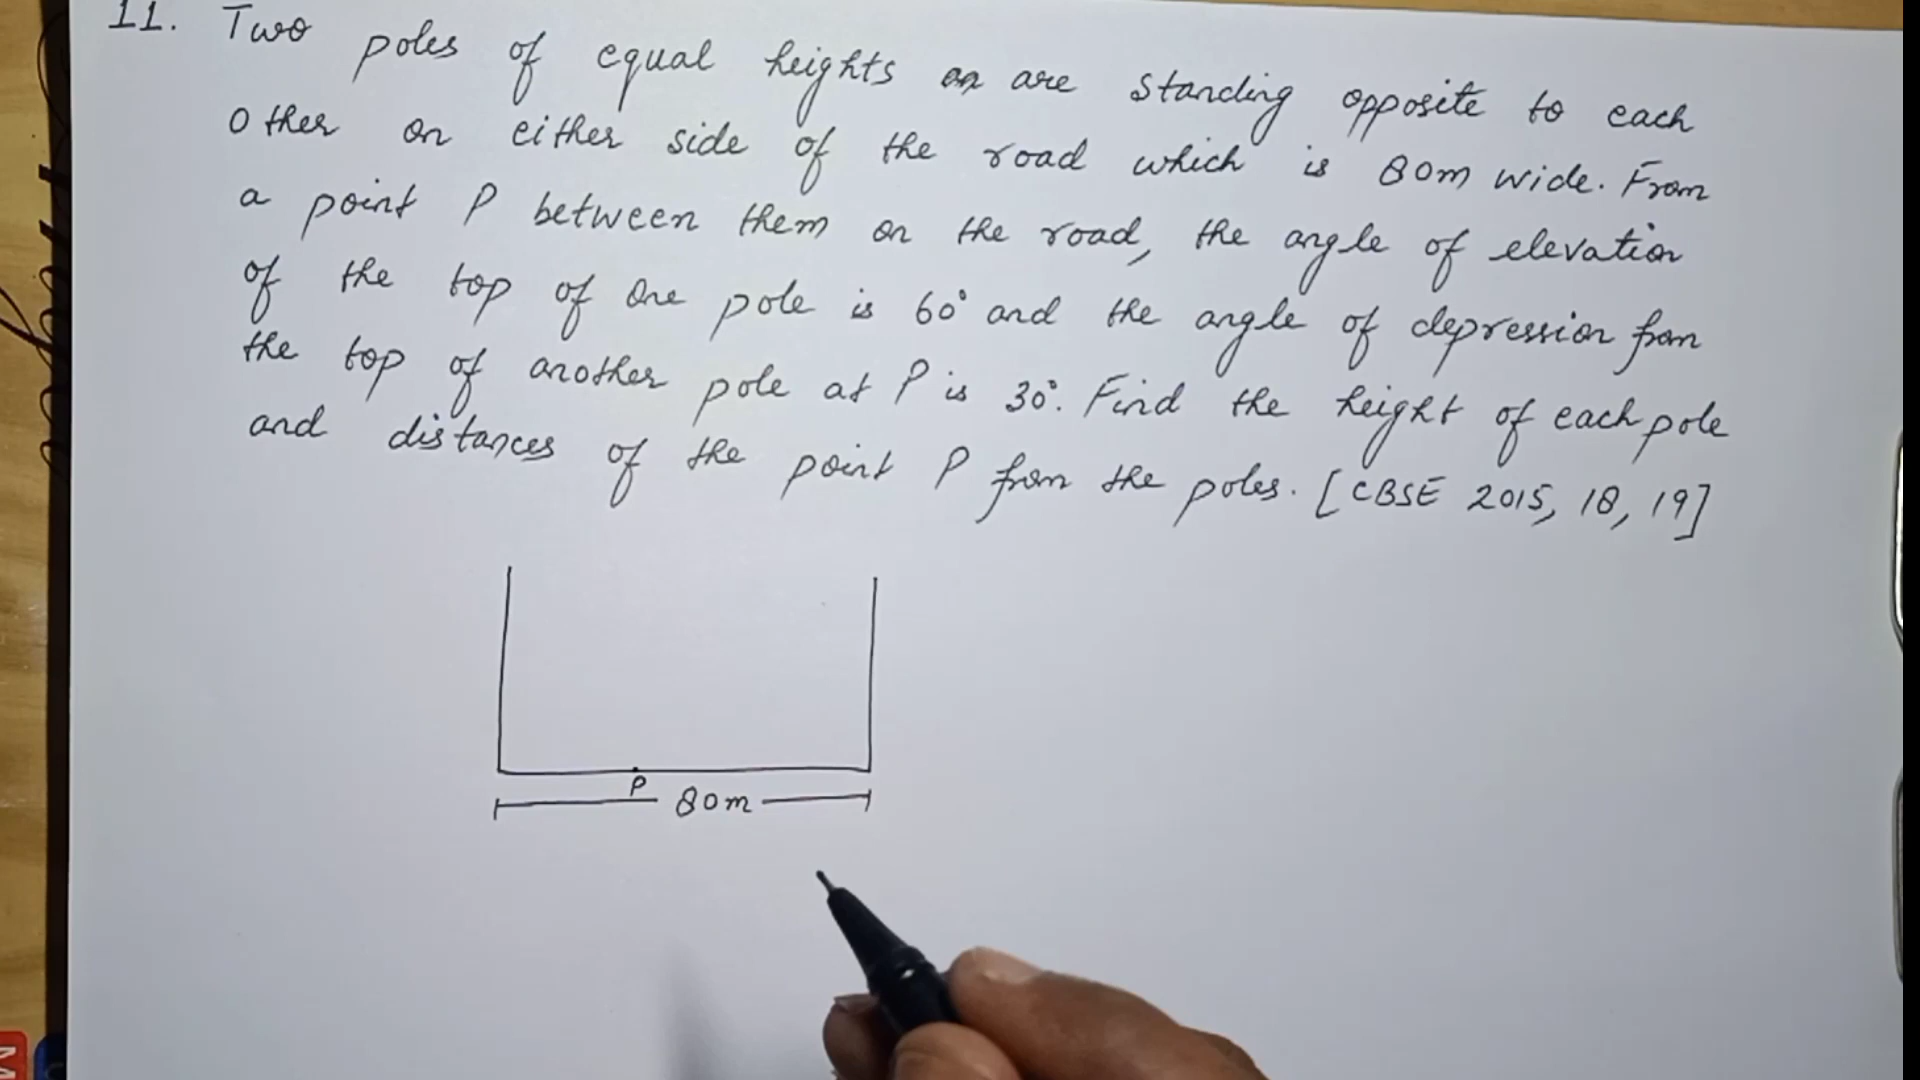 11. Two poles of equal heights are standing opposite to each
other on either side of the road which is 80m wide. From
a point P between them on the road, the angle of elevation
of the top of one pole is 60° and the angle of depression from
the top of another pole at P is 30°. Find the height of each pole
and distances of the point P from the poles. [CBSE 2015, 18, 19]
P
80m